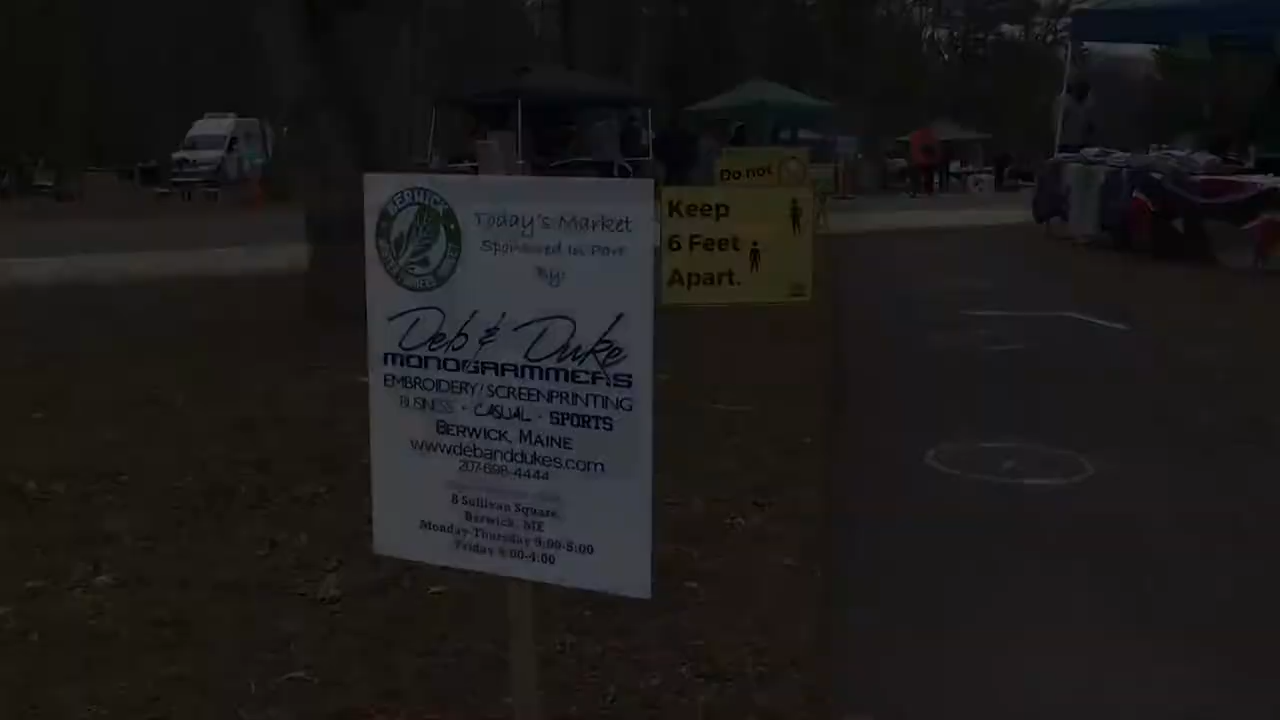 BERWICK
Today's Market
Sponsored In Part
By:
Deb & Duke
MONOGRAMMERS
EMBROIDERY/SCREENPRINTING
BUSINESS - CASUAL - SPORTS
BERWICK, MAINE
www.debanddukes.com
207-698-4444
8 Sullivan Square,
Berwick, ME
Monday-Thursday 9:00-5:00
Friday 9:00-4:00
Do not
Keep
6 Feet
Apart.